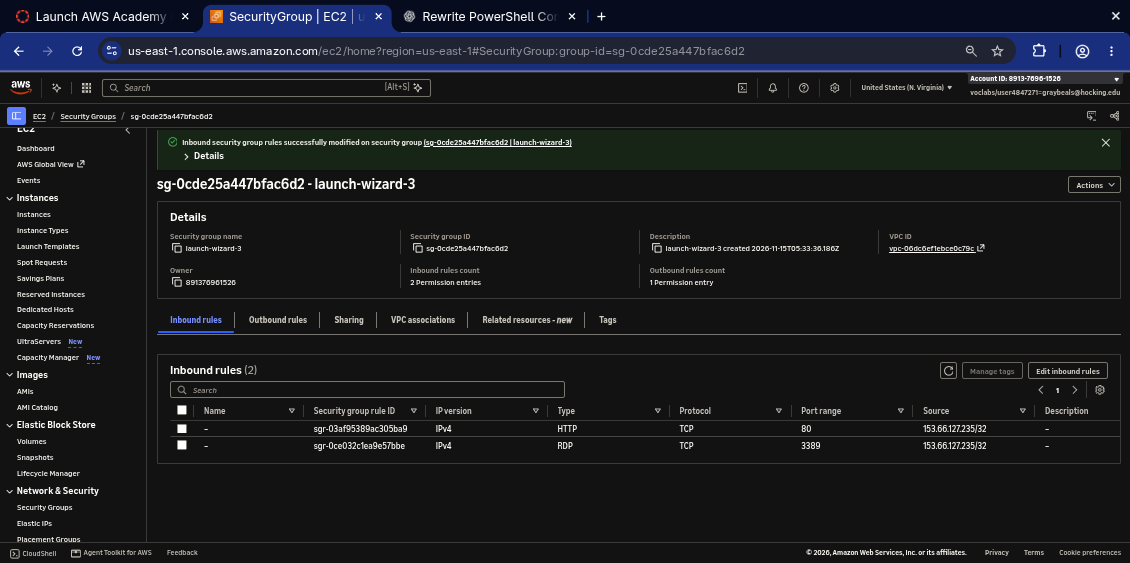 Launch AWS Academy
SecurityGroup | EC2 | u
Rewrite PowerShell Con
us-east-1.console.aws.amazon.com/ec2/home?region=us-east-1#SecurityGroup:group-id=sg-0cde25a447bfac6d2
aws
Search
[Alt+S]
United States (N. Virginia)
Account ID: 8913-7696-1526
voclabs/user4847271=graybeals@hocking.edu
EC2 / Security Groups / sg-0cde25a447bfac6d2
EC2
Dashboard
AWS Global View
Events
Instances
Instances
Instance Types
Launch Templates
Spot Requests
Savings Plans
Reserved Instances
Dedicated Hosts
Capacity Reservations
UltraServers New
Capacity Manager New
Images
AMIs
AMI Catalog
Elastic Block Store
Volumes
Snapshots
Lifecycle Manager
Network & Security
Security Groups
Elastic IPs
Placement Groups
Inbound security group rules successfully modified on security group (sg-0cde25a447bfac6d2 | launch-wizard-3)
Details
sg-0cde25a447bfac6d2 - launch-wizard-3
Actions
Details
Security group name
launch-wizard-3
Security group ID
sg-0cde25a447bfac6d2
Description
launch-wizard-3 created 2026-11-15T05:33:36.186Z
VPC ID
vpc-06dc6ef1ebce0c79c
Owner
891376961526
Inbound rules count
2 Permission entries
Outbound rules count
1 Permission entry
Inbound rules
Outbound rules
Sharing
VPC associations
Related resources - new
Tags
Inbound rules (2)
Manage tags
Edit inbound rules
Search
1
Name Security group rule ID IP version Type Protocol Port range Source Description
– sgr-03af95389ac305ba9 IPv4 HTTP TCP 80 153.66.127.235/32 –
– sgr-0ce032c1ea9e57bbe IPv4 RDP TCP 3389 153.66.127.235/32 –
CloudShell
Agent Toolkit for AWS
Feedback
© 2026, Amazon Web Services, Inc. or its affiliates.
Privacy
Terms
Cookie preferences